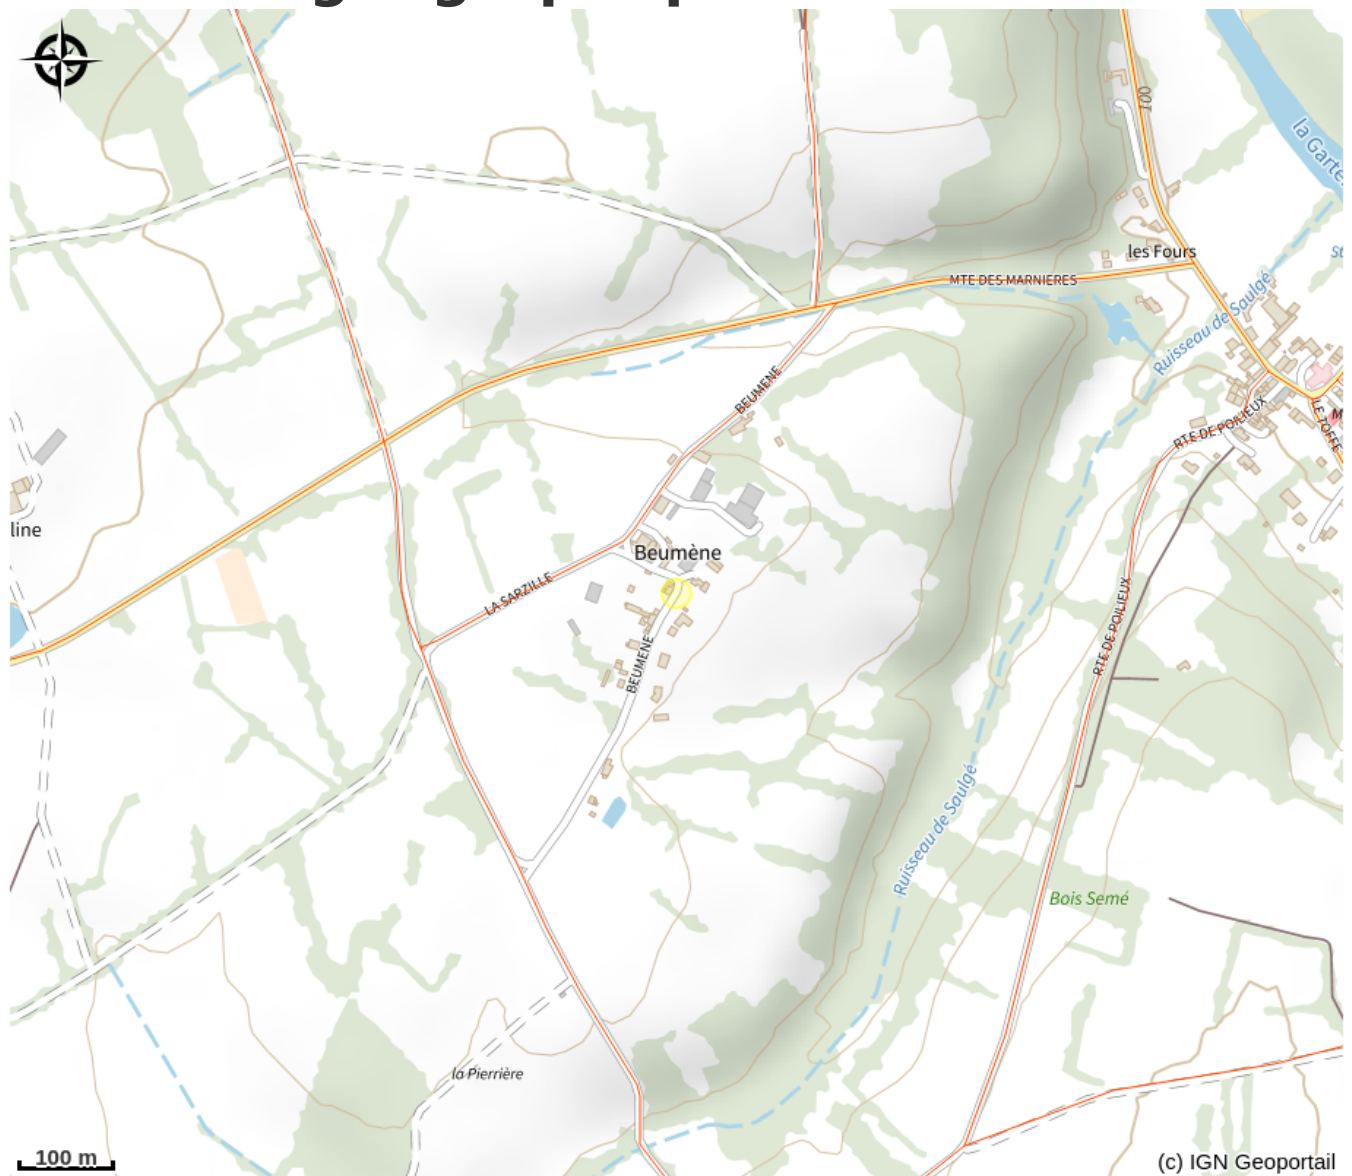 100
la Garte
les Fours
St
MTE DES MARNIERES
Ruisseau de Saulgé
BEUMENE
RTE DE POILIEUX
LE TOFFE
M
line
Beumène
LA SARZILLE
BEUMENE
RTE DE POILIEUX
Ruisseau de Saulgé
Bois Semé
la Pierrière
100 m
(c) IGN Geoportail